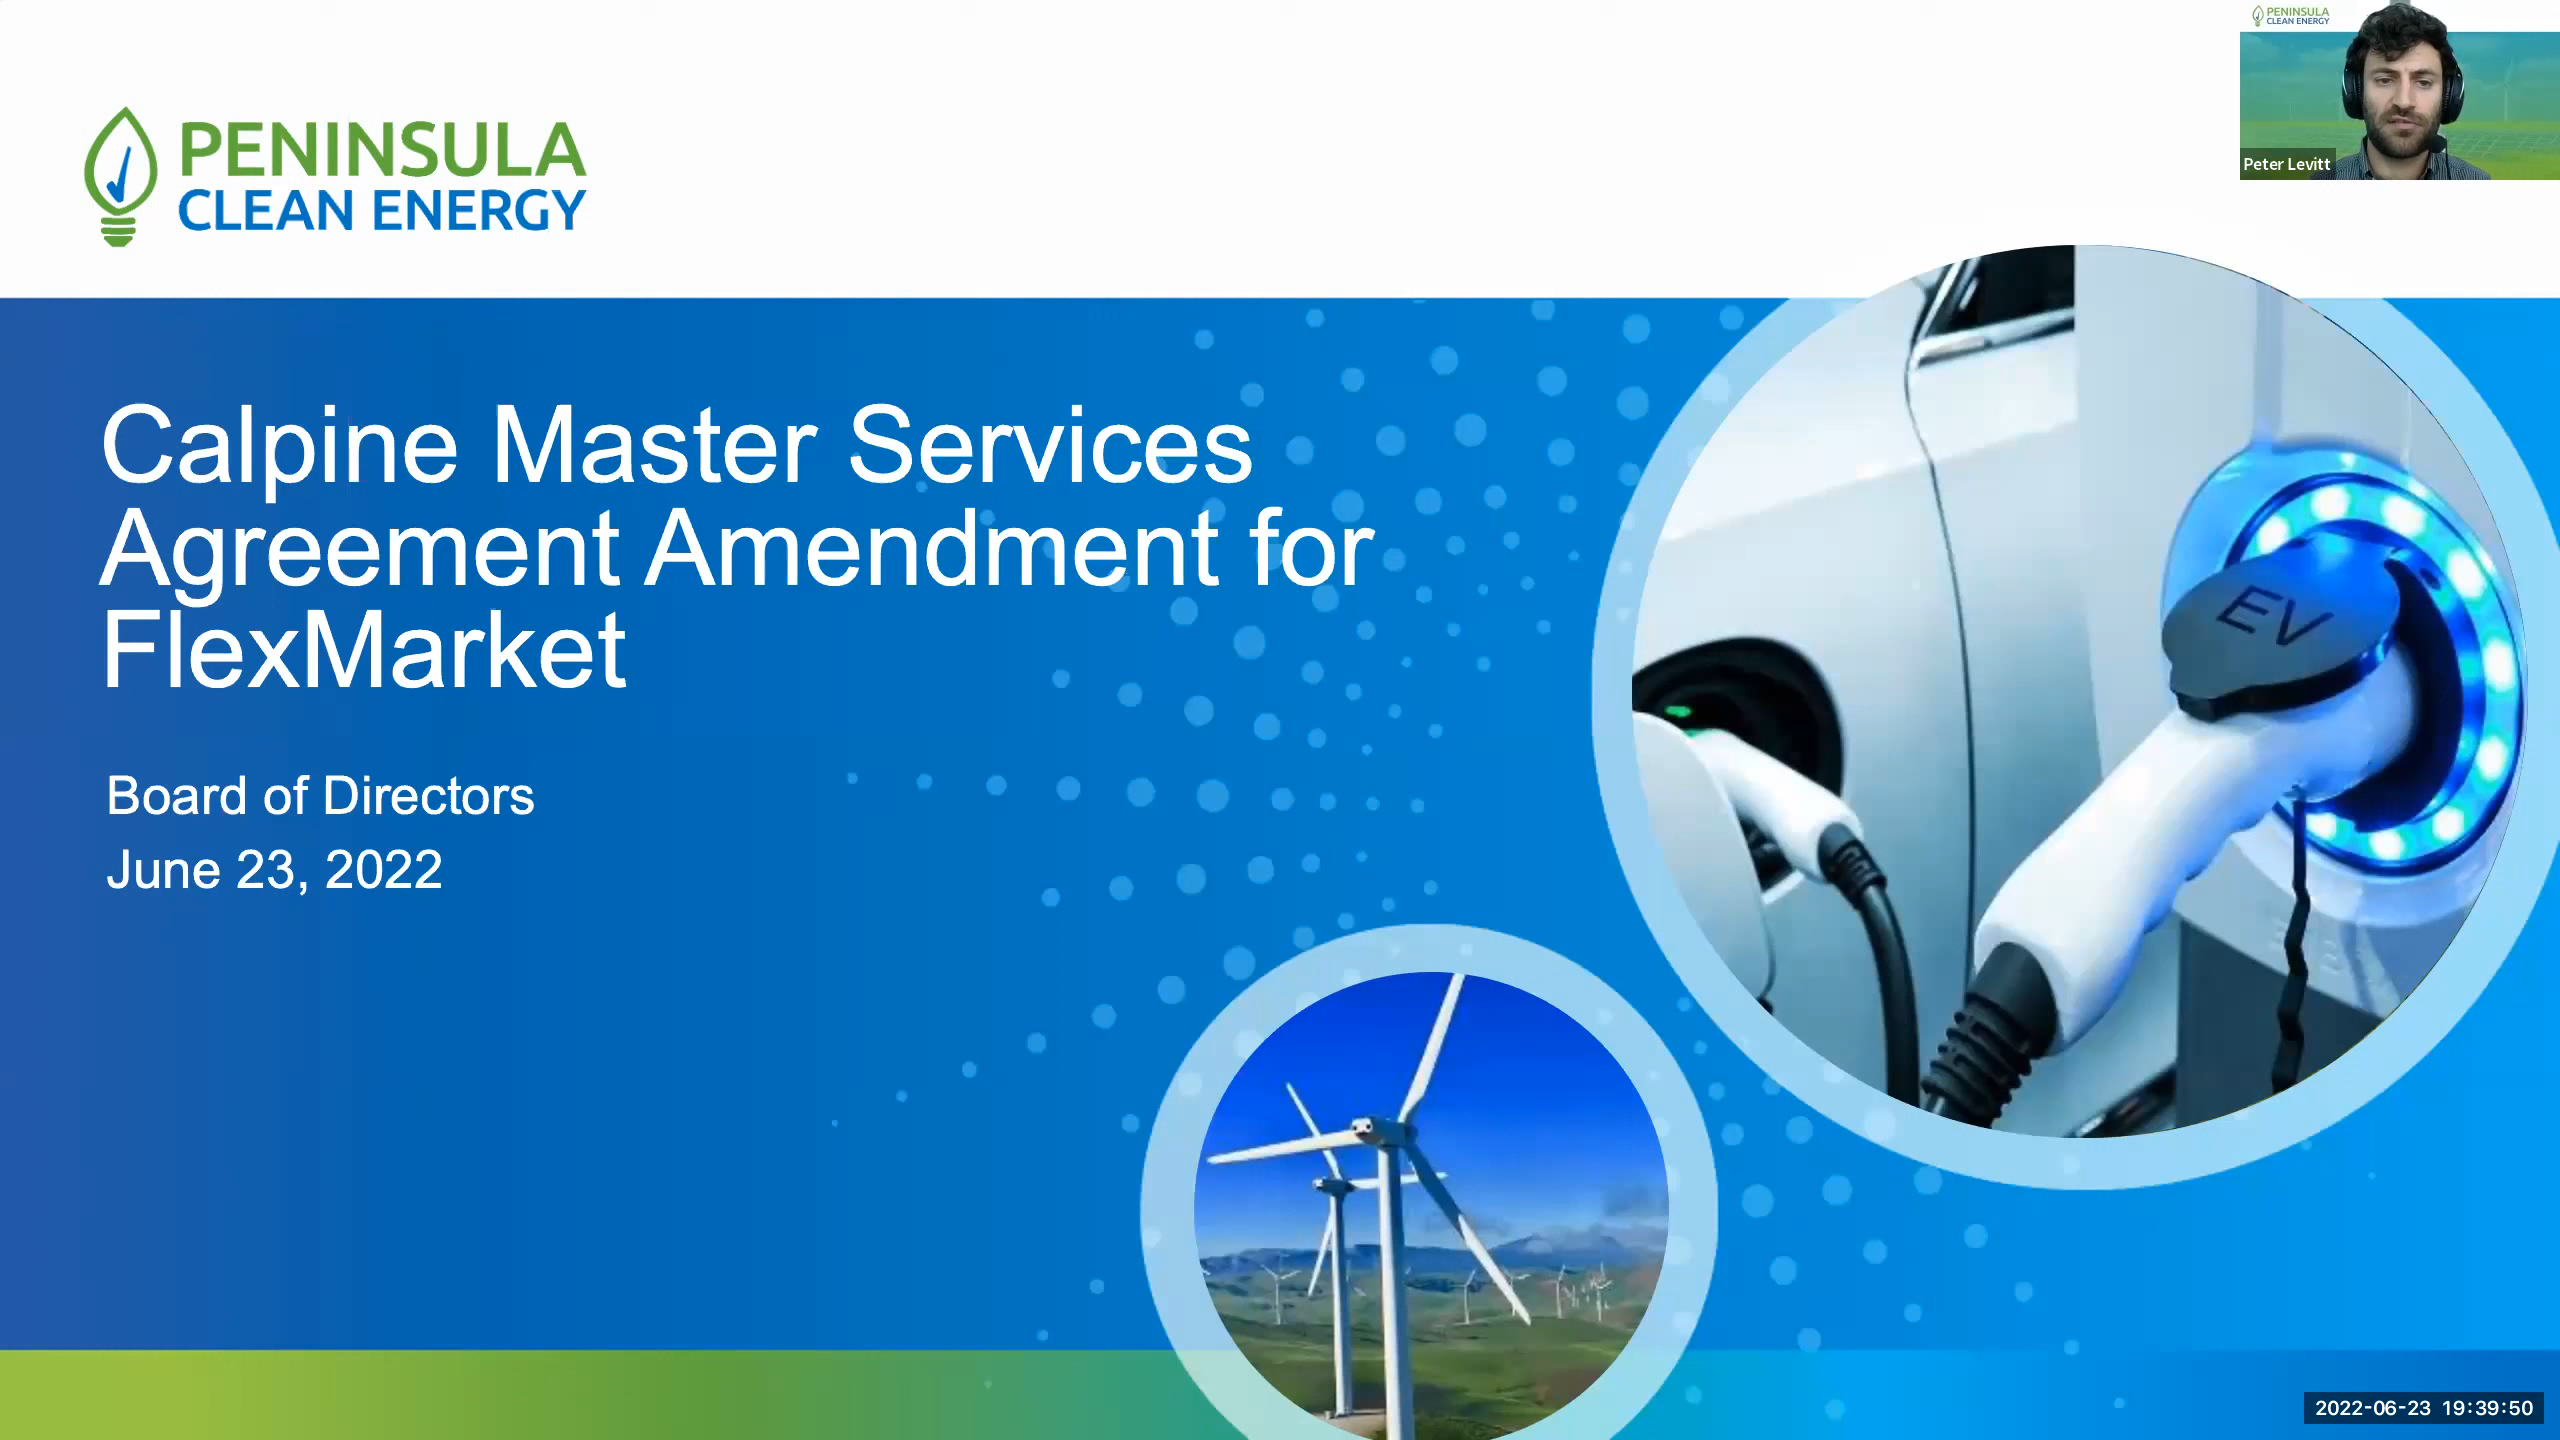 PENINSULA
CLEAN ENERGY
PENINSULA
CLEAN ENERGY
Peter Levitt
Calpine Master Services
Agreement Amendment for
FlexMarket
Board of Directors
June 23, 2022
EV
2022-06-23 19:39:50